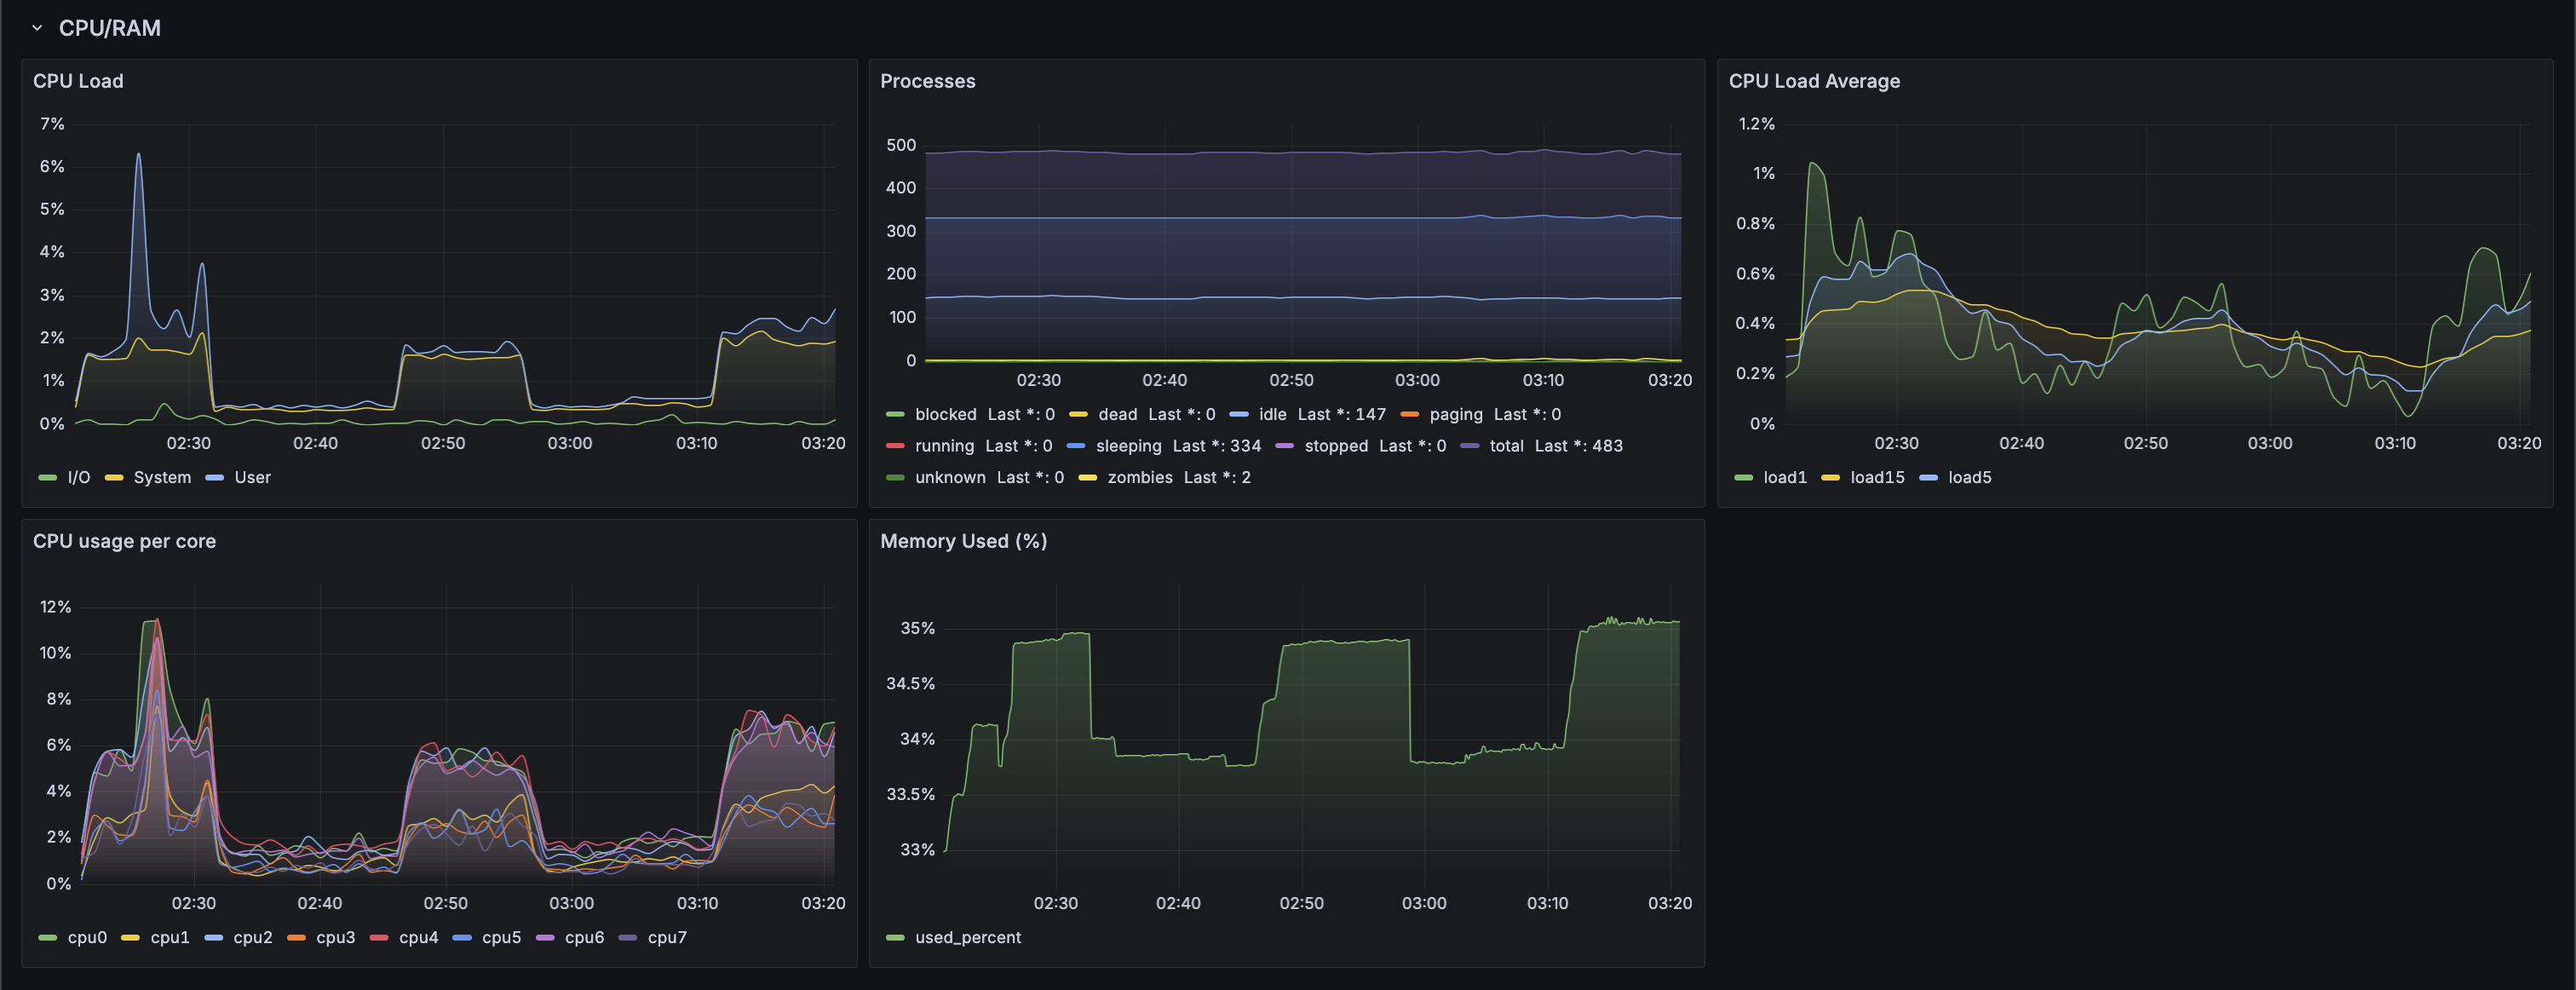 CPU/RAM
CPU Load
7%
6%
5%
4%
3%
2%
1%
0%
02:30 02:40 02:50 03:00 03:10 03:20
I/O System User
Processes
500
400
300
200
100
0
02:30 02:40 02:50 03:00 03:10 03:20
blocked Last *: 0 dead Last *: 0 idle Last *: 147 paging Last *: 0
running Last *: 0 sleeping Last *: 334 stopped Last *: 0 total Last *: 483
unknown Last *: 0 zombies Last *: 2
CPU Load Average
1.2%
1%
0.8%
0.6%
0.4%
0.2%
0%
02:30 02:40 02:50 03:00 03:10 03:20
load1 load15 load5
CPU usage per core
12%
10%
8%
6%
4%
2%
0%
02:30 02:40 02:50 03:00 03:10 03:20
cpu0 cpu1 cpu2 cpu3 cpu4 cpu5 cpu6 cpu7
Memory Used (%)
35%
34.5%
34%
33.5%
33%
02:30 02:40 02:50 03:00 03:10 03:20
used_percent